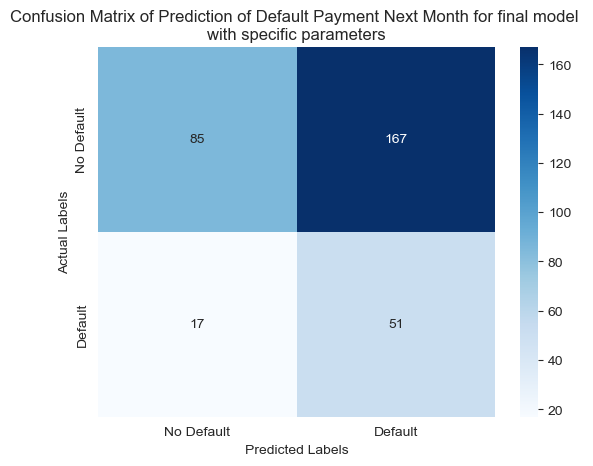 Confusion Matrix of Prediction of Default Payment Next Month for final model
with specific parameters
No Default
Default
Actual Labels
85
167
17
51
No Default
Default
Predicted Labels
160
140
120
100
80
60
40
20